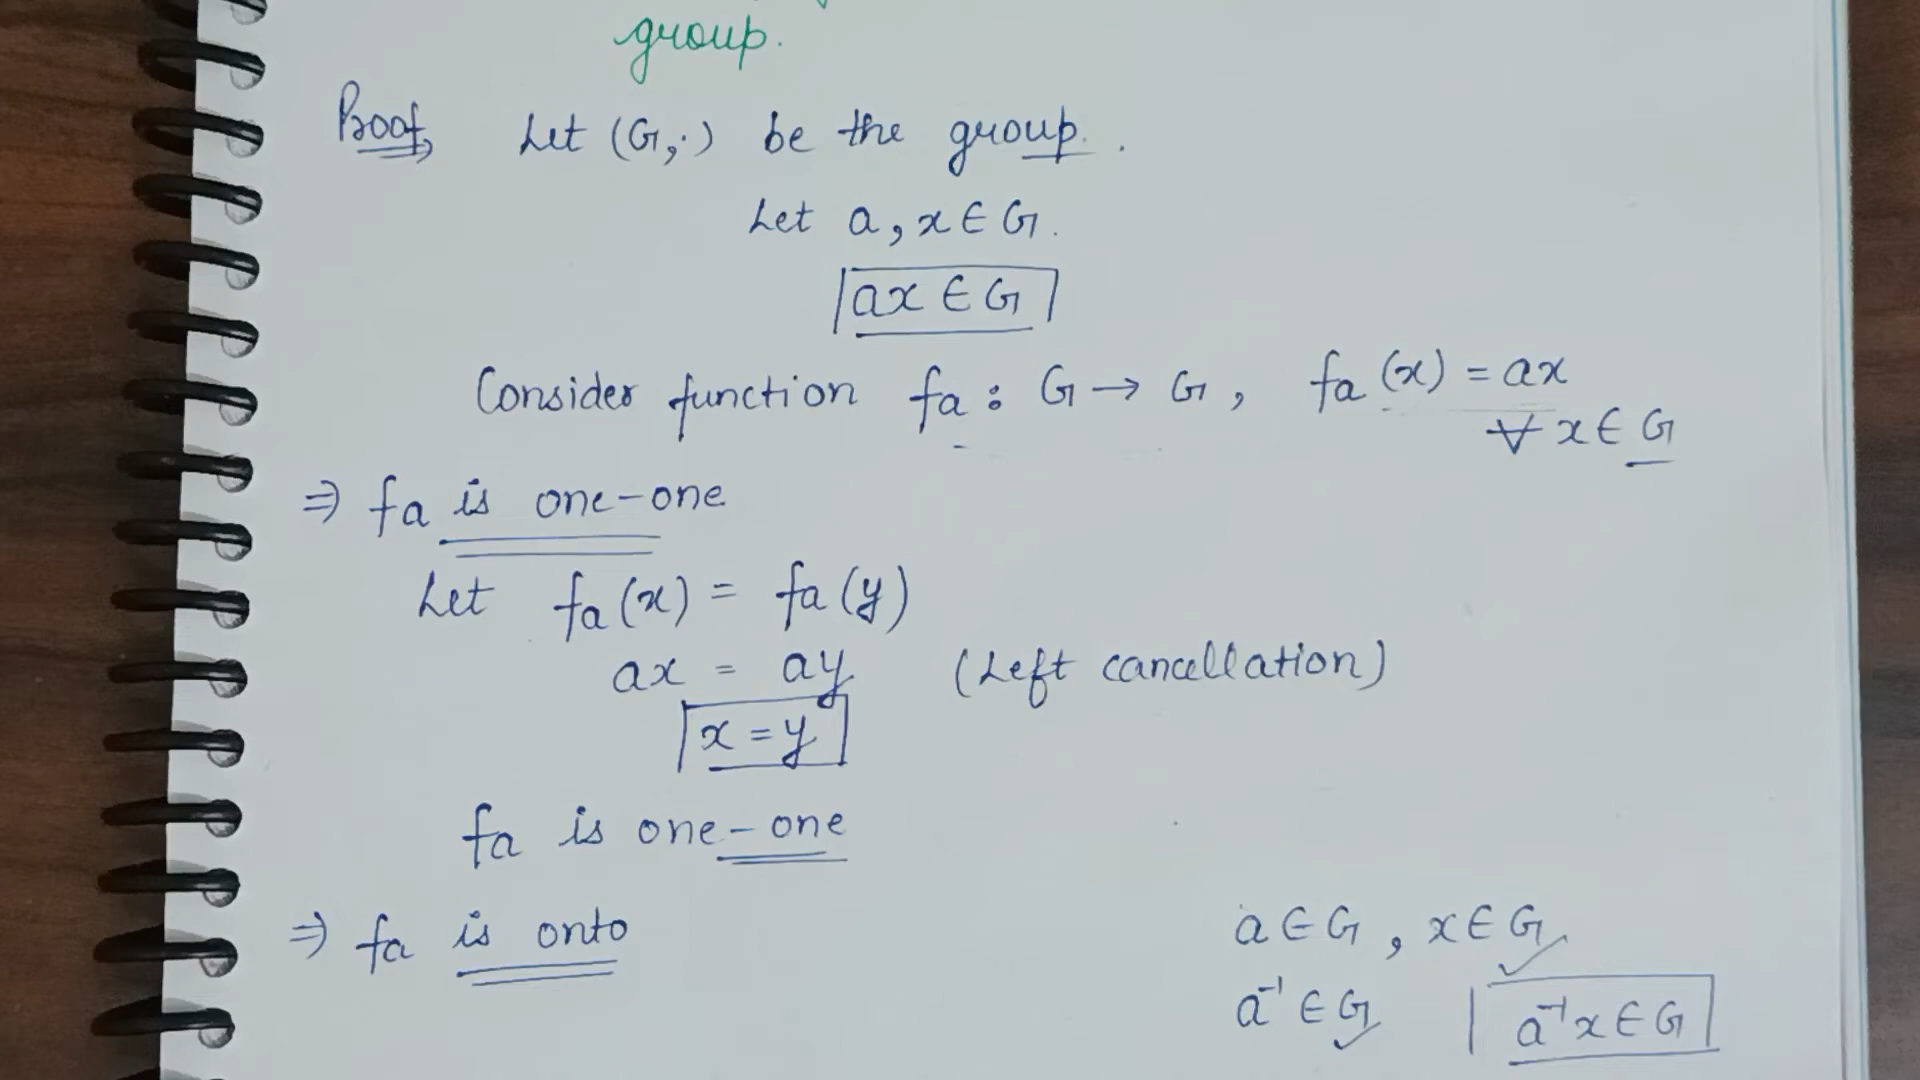 group.
Proof Let (G,·) be the group.
Let a, x ∈ G.
ax ∈ G
Consider function fa : G → G, fa (x) = ax
∀ x ∈ G
⇒ fa is one-one
Let fa (x) = fa (y)
ax = ay (Left cancellation)
x = y
fa is one-one
⇒ fa is onto
a ∈ G, x ∈ G
a⁻¹ ∈ G a⁻¹x ∈ G